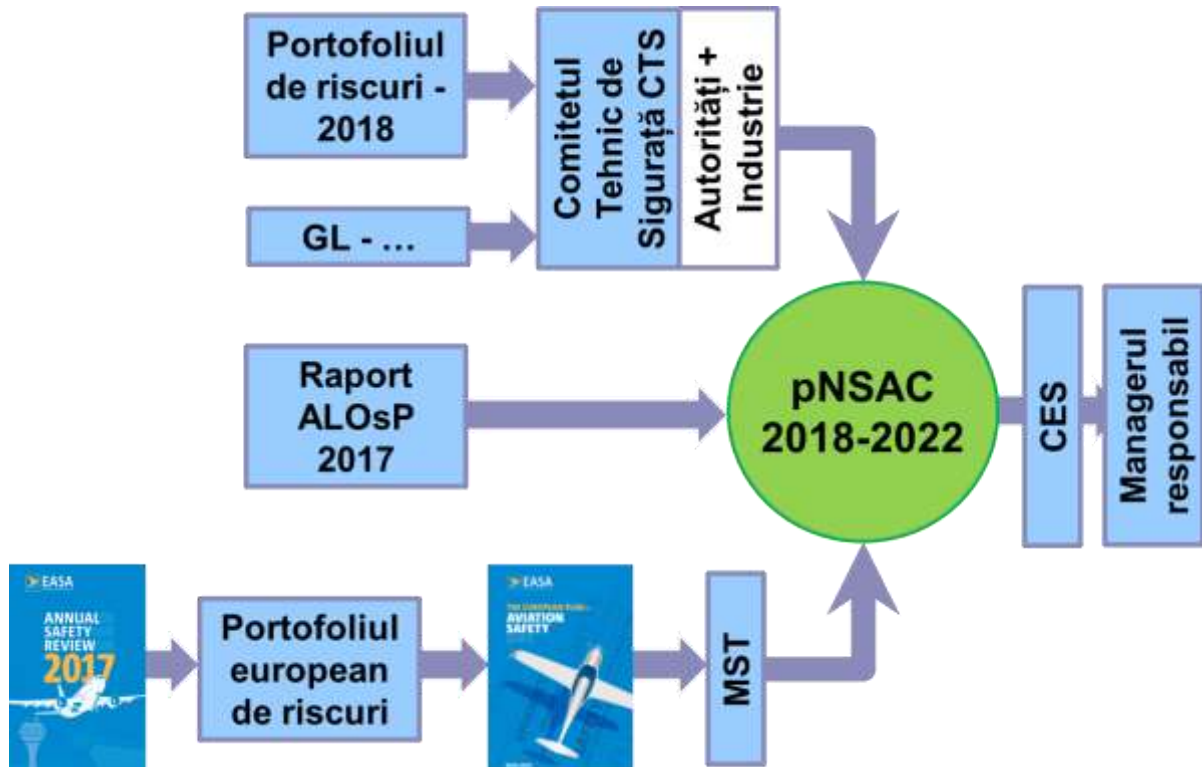 Portofoliul
de riscuri -
2018
Comitetul
Tehnic de
Sigurață CTS
Autorități +
Industrie
GL - ...
Raport
ALOsP
2017
pNSAC
2018-2022
CES
Managerul
responsabil
EASA
ANNUAL
SAFETY
REVIEW
2017
Portofoliul
european
de riscuri
EASA
AVIATION
SAFETY
MST